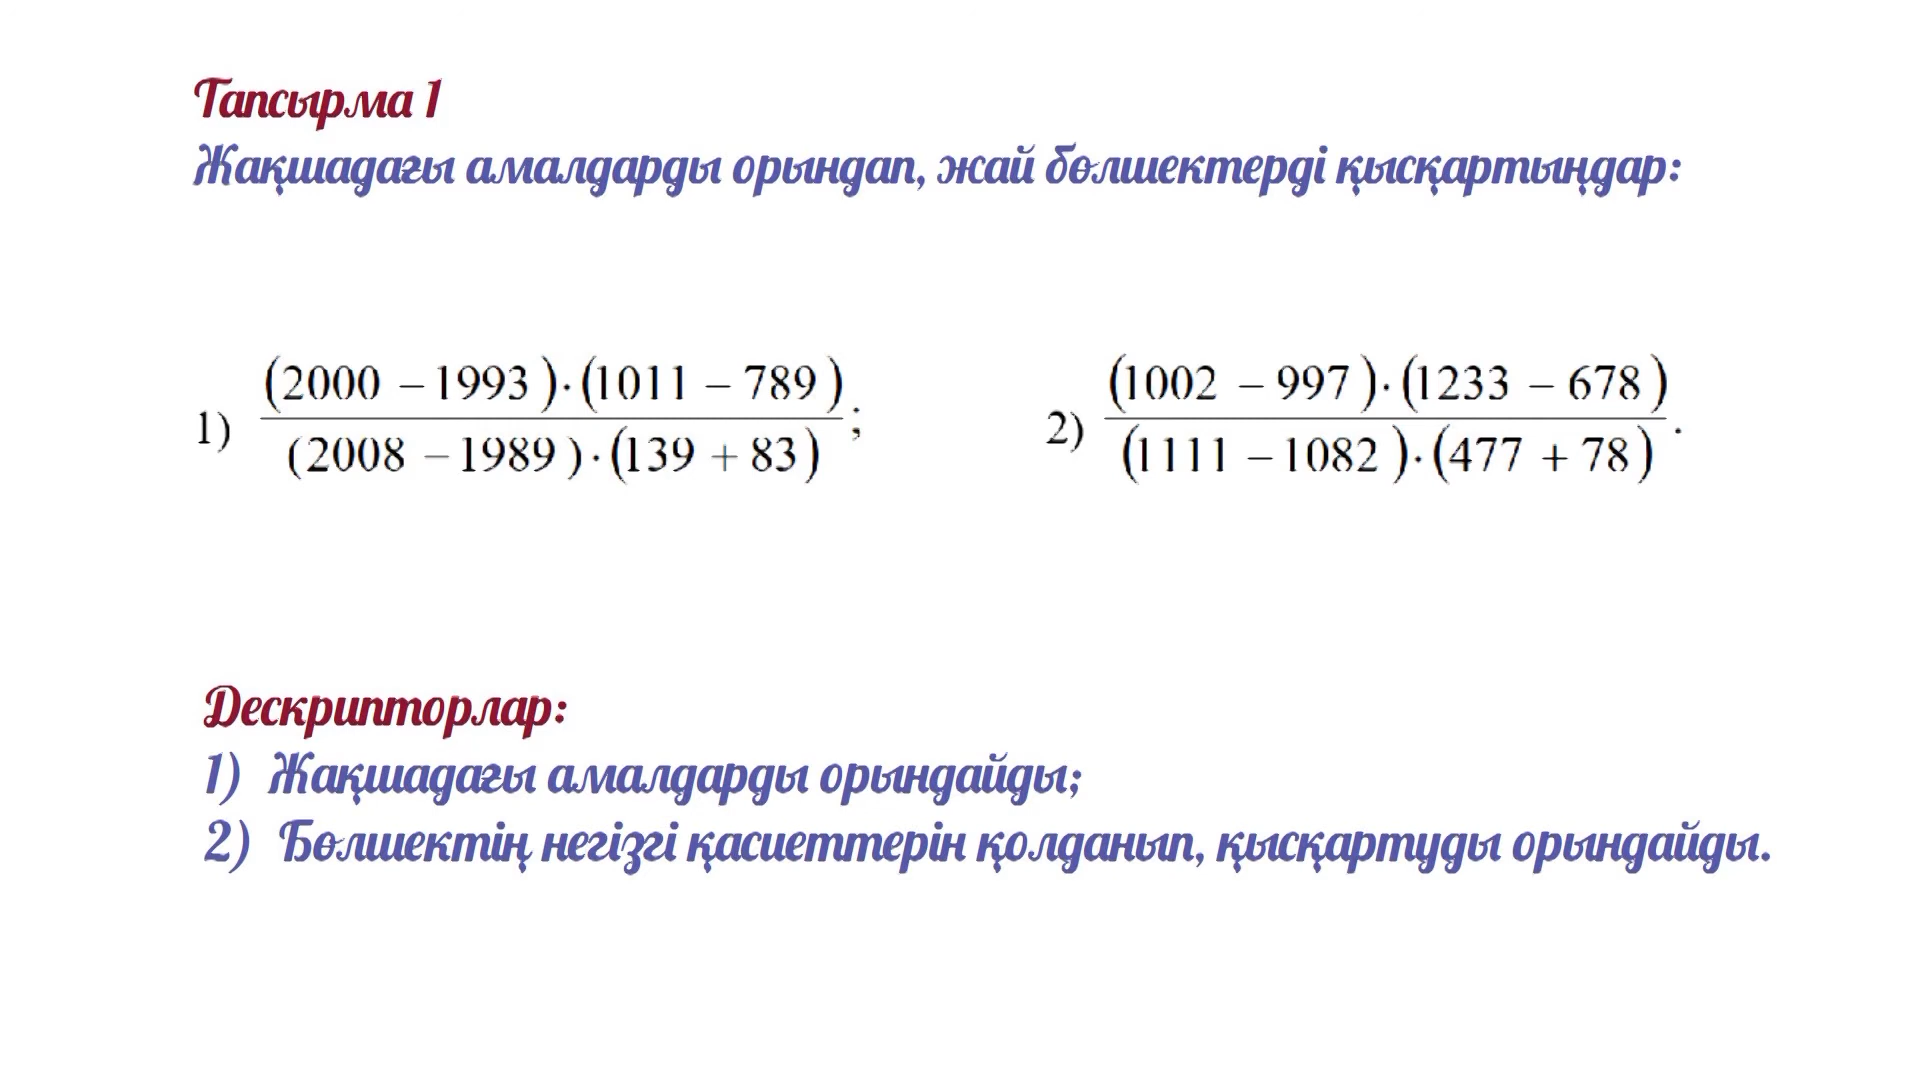 Тапсырма 1
Жақшадағы амалдарды орындап, жай бөлшектерді қысқартыңдар:
1) (2000 – 1993 )·(1011 – 789 ) / (2008 – 1989 )·(139 + 83 ) ;
2) (1002 – 997 )·(1233 – 678 ) / (1111 – 1082 )·(477 + 78 ) .
Дескрипторлар:
1) Жақшадағы амалдарды орындайды;
2) Бөлшектің негізгі қасиеттерін қолданып, қысқартуды орындайды.